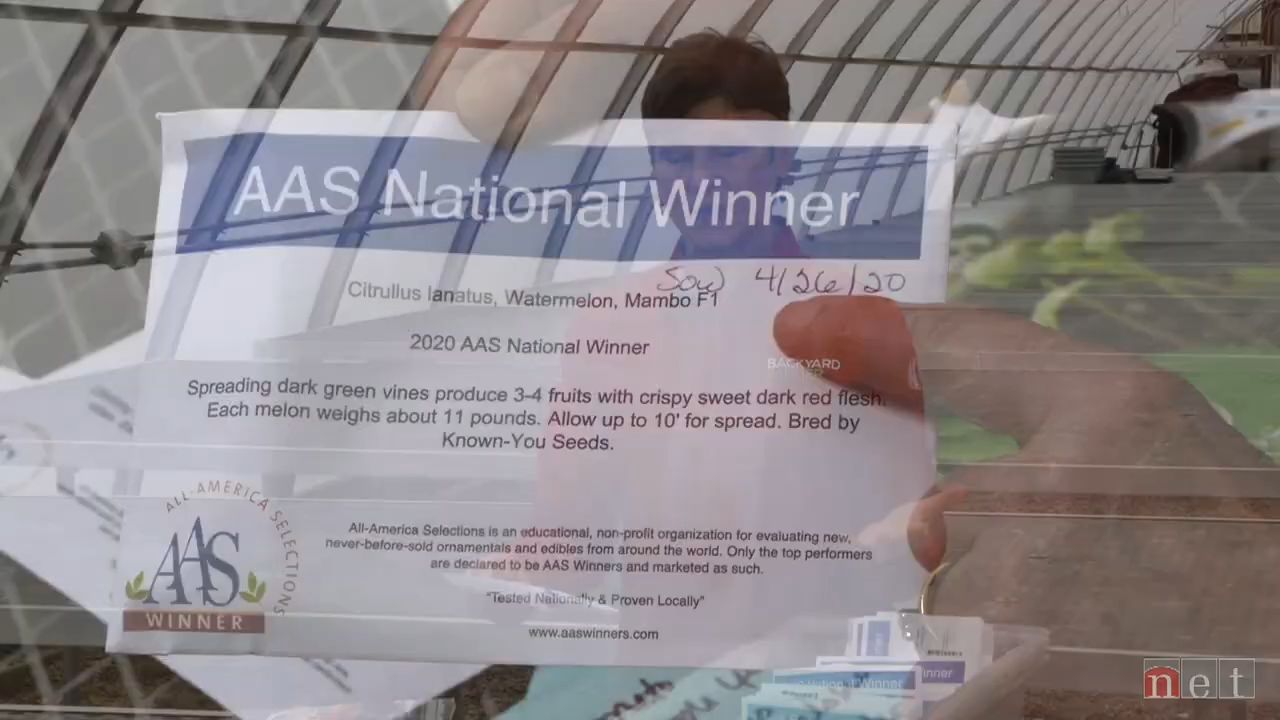 AAS National Winner
Sow 4/26/20
Citrullus lanatus, Watermelon, Mambo F1
2020 AAS National Winner
BACKYARD
Spreading dark green vines produce 3-4 fruits with crispy sweet dark red flesh.
Each melon weighs about 11 pounds. Allow up to 10' for spread. Bred by
Known-You Seeds.
ALL-AMERICA SELECTIONS
AAS
WINNER
All-America Selections is an educational, non-profit organization for evaluating new,
never-before-sold ornamentals and edibles from around the world. Only the top performers
are declared to be AAS Winners and marketed as such.
"Tested Nationally & Proven Locally"
www.aaswinners.com
nner
National Winner
net